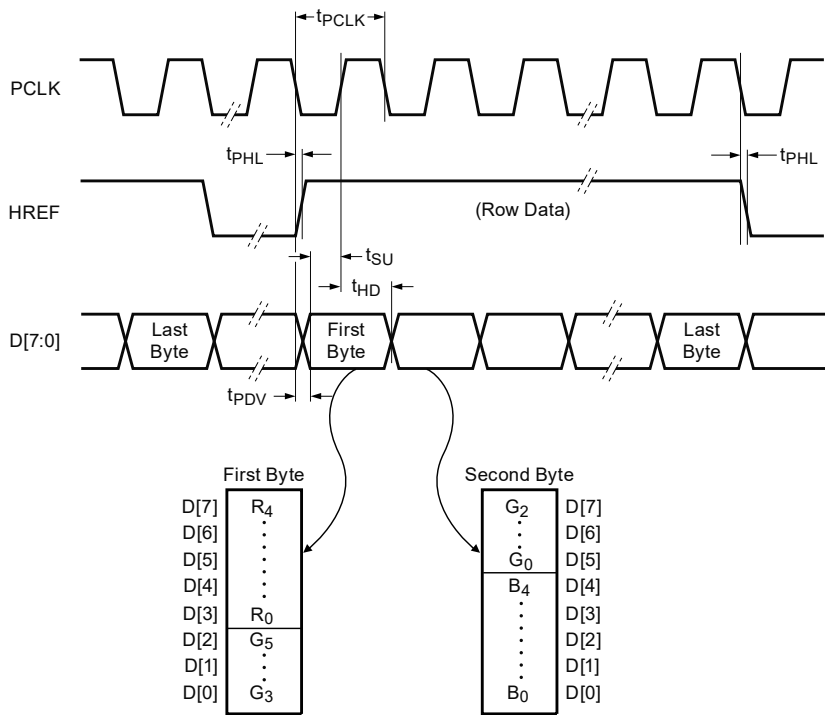 tPCLK
PCLK
tPHL
tPHL
HREF
(Row Data)
tSU
tHD
D[7:0]
Last Byte
First Byte
Last Byte
tPDV
First Byte
Second Byte
D[7] R4
D[6]
D[5]
D[4]
D[3] R0
D[2] G5
D[1]
D[0] G3
G2 D[7]
D[6]
G0 D[5]
B4 D[4]
D[3]
D[2]
D[1]
B0 D[0]